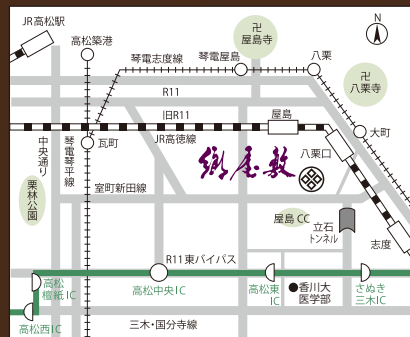 JR高松駅
高松築港
琴電志度線
琴電屋島
卍
屋島寺
八栗
卍
八栗寺
N
R11
旧R11
屋島
大町
中央通り
琴電琴平線
瓦町
JR高徳線
郷屋敷
八栗口
栗林公園
室町新田線
屋島CC
立石
トンネル
志度
R11東バイパス
高松
檀紙IC
高松中央IC
高松東
IC
●香川大
医学部
さぬき
三木IC
高松西IC
三木・国分寺線